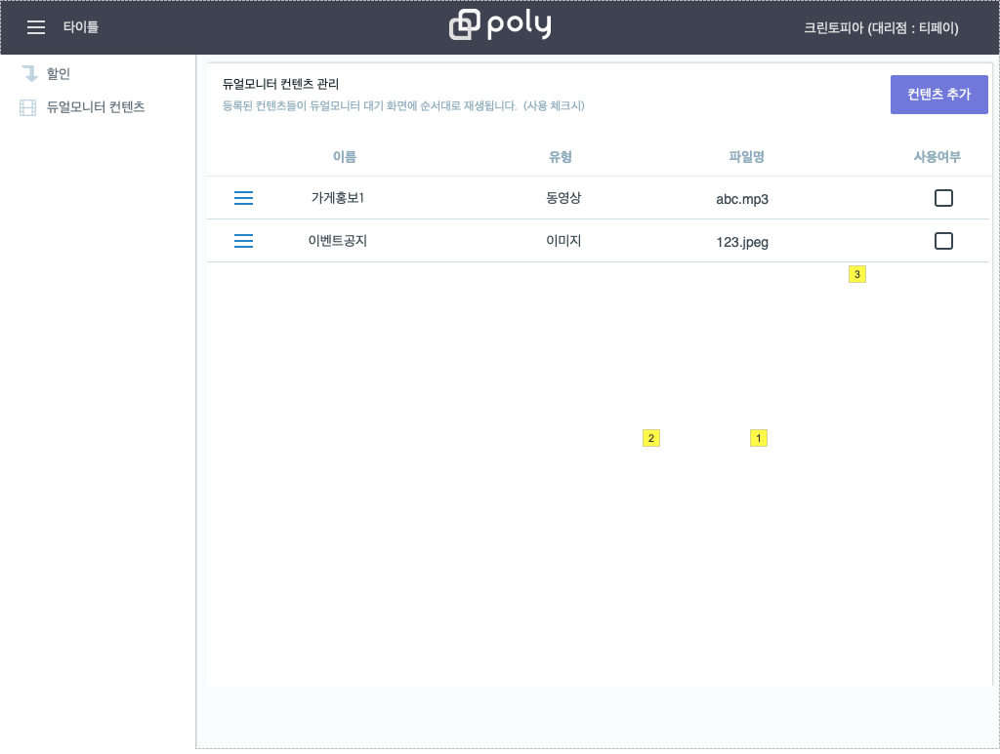 타이틀
poly
크린토피아 (대리점 : 티페이)
할인
듀얼모니터 컨텐츠
듀얼모니터 컨텐츠 관리
등록된 컨텐츠들이 듀얼모니터 대기 화면에 순서대로 재생됩니다. (사용 체크시)
컨텐츠 추가
이름 유형 파일명 사용여부
가게홍보1 동영상 abc.mp3
이벤트공지 이미지 123.jpeg
3
2 1